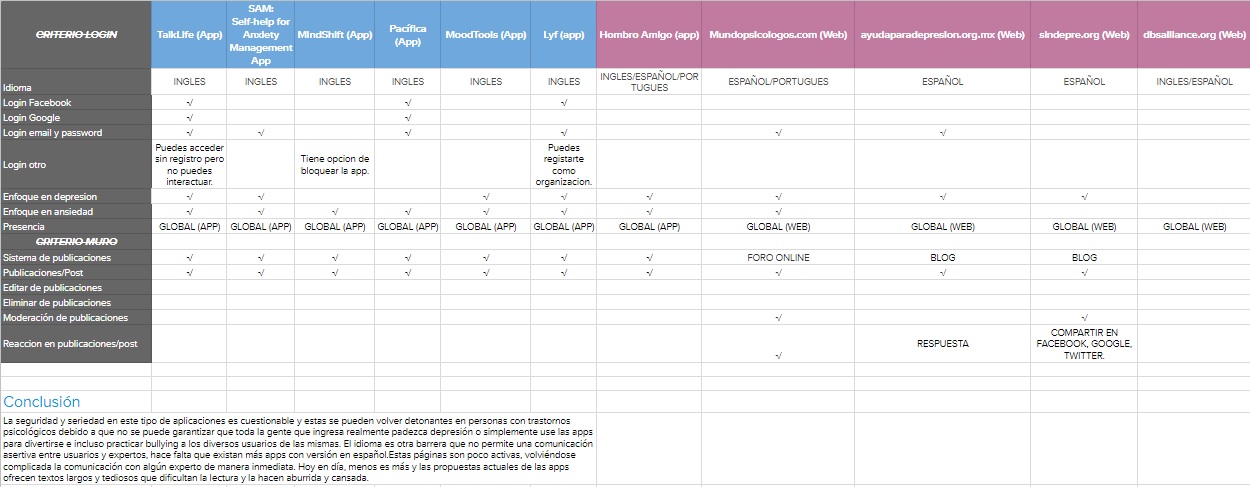 CRITERIO LOGIN TalkLife (App) SAM: Self-help for Anxiety Management App MindShift (App) Pacífica (App) MoodTools (App) Lyf (app) Hombro Amigo (app) Mundopsicologos.com (Web) ayudaparadepresion.org.mx (Web) sindepre.org (Web) dbsalliance.org (Web)
Idioma INGLES INGLES INGLES INGLES INGLES INGLES INGLES/ESPAÑOL/PORTUGUES ESPAÑOL/PORTUGUES ESPAÑOL ESPAÑOL INGLES/ESPAÑOL
Login Facebook -/ -/ -/
Login Google -/ -/
Login email y password -/ -/ -/ -/ -/ -/
Login otro Puedes acceder sin registro pero no puedes interactuar. Tiene opcion de bloquear la app. Puedes registarte como organizacion.
Enfoque en depresion -/ -/ -/ -/ -/ -/ -/ -/
Enfoque en ansiedad -/ -/ -/ -/ -/ -/ -/ -/
Presencia GLOBAL (APP) GLOBAL (APP) GLOBAL (APP) GLOBAL (APP) GLOBAL (APP) GLOBAL (APP) GLOBAL (APP) GLOBAL (WEB) GLOBAL (WEB) GLOBAL (WEB) GLOBAL (WEB)
CRITERIO MURO
Sistema de publicaciones -/ -/ -/ -/ -/ -/ -/ FORO ONLINE BLOG BLOG
Publicaciones/Post -/ -/ -/ -/ -/ -/ -/ -/ -/ -/
Editar de publicaciones
Eliminar de publicaciones
Moderación de publicaciones -/ -/
Reaccion en publicaciones/post -/ RESPUESTA COMPARTIR EN FACEBOOK, GOOGLE, TWITTER.
Conclusión
La seguridad y seriedad en este tipo de aplicaciones es cuestionable y estas se pueden volver detonantes en personas con trastornos
psicológicos debido a que no se puede garantizar que toda la gente que ingresa realmente padezca depresión o simplemente use las apps
para divertirse e incluso practicar bullying a los diversos usuarios de las mismas. El idioma es otra barrera que no permite una comunicación
asertiva entre usuarios y expertos, hace falta que existan más apps con versión en español.Estas páginas son poco activas, volviéndose
complicada la comunicación con algún experto de manera inmediata. Hoy en día, menos es más y las propuestas actuales de las apps
ofrecen textos largos y tediosos que dificultan la lectura y la hacen aburrida y cansada.